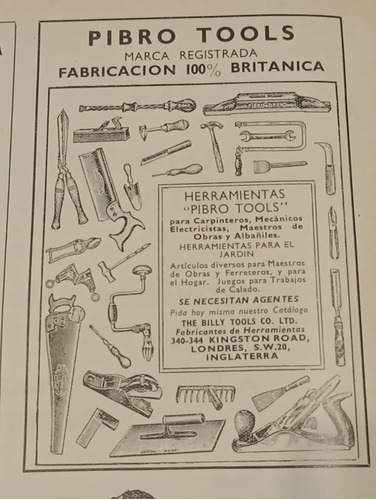 PIBRO TOOLS
MARCA REGISTRADA
FABRICACION 100% BRITANICA
HERRAMIENTAS
"PIBRO TOOLS"
para Carpinteros, Mecánicos
Electricistas, Maestros de
Obras y Albañiles.
HERRAMIENTAS PARA EL
JARDIN
Artículos diversos para Maestros
de Obras y Ferreteros, y para
el Hogar. Juegos para Trabajos
de Calado.
SE NECESITAN AGENTES
Pida hoy mismo nuestro Catálogo
THE BILLY TOOLS CO. LTD.
Fabricantes de Herramientas
340-344 KINGSTON ROAD,
LONDRES, S.W.20,
INGLATERRA